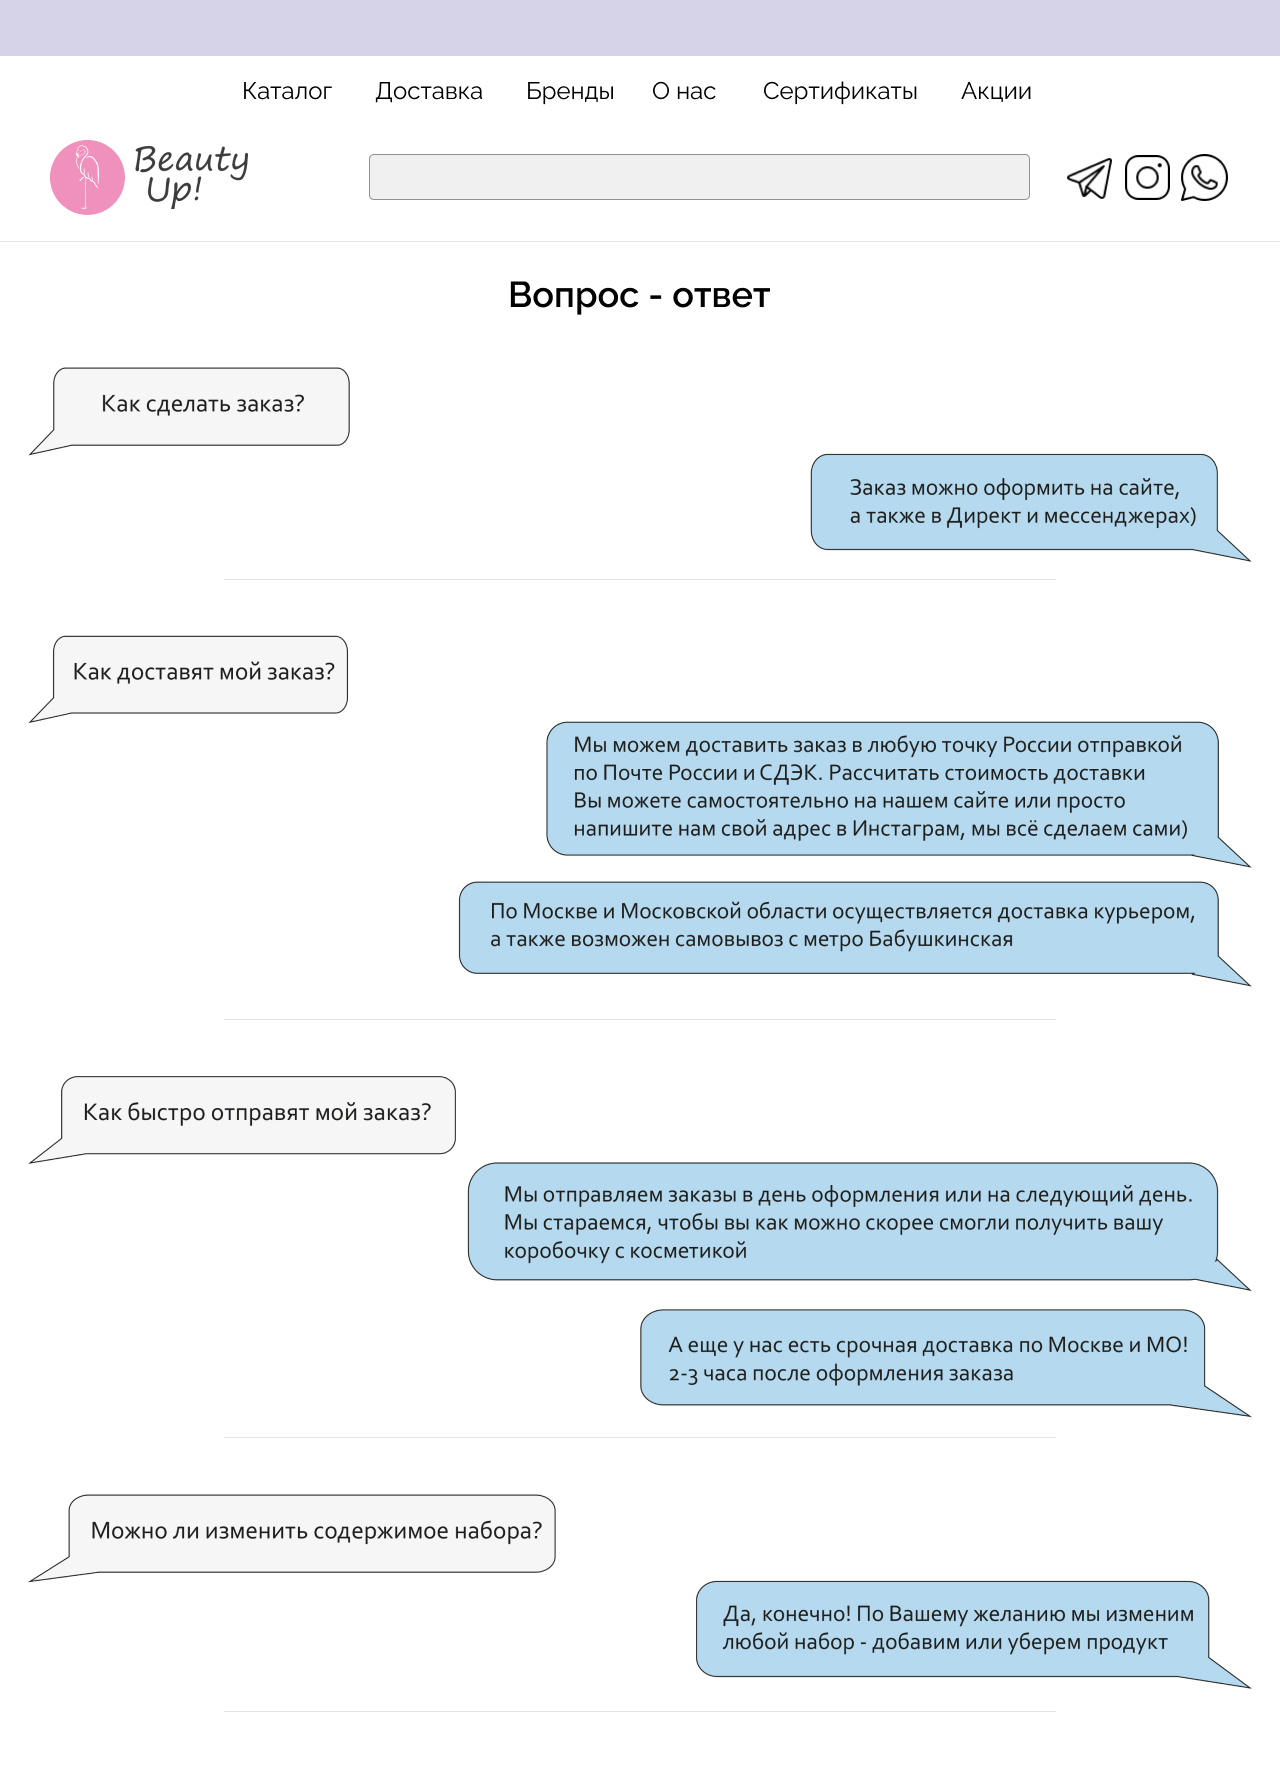 Каталог Доставка Бренды О нас Сертификаты Акции
Beauty
Up!
Вопрос - ответ
Как сделать заказ?
Заказ можно оформить на сайте,
а также в Директ и мессенджерах)
Как доставят мой заказ?
Мы можем доставить заказ в любую точку России отправкой
по Почте России и СДЭК. Рассчитать стоимость доставки
Вы можете самостоятельно на нашем сайте или просто
напишите нам свой адрес в Инстаграм, мы всё сделаем сами)
По Москве и Московской области осуществляется доставка курьером,
а также возможен самовывоз с метро Бабушкинская
Как быстро отправят мой заказ?
Мы отправляем заказы в день оформления или на следующий день.
Мы стараемся, чтобы вы как можно скорее смогли получить вашу
коробочку с косметикой
А еще у нас есть срочная доставка по Москве и МО!
2-3 часа после оформления заказа
Можно ли изменить содержимое набора?
Да, конечно! По Вашему желанию мы изменим
любой набор - добавим или уберем продукт